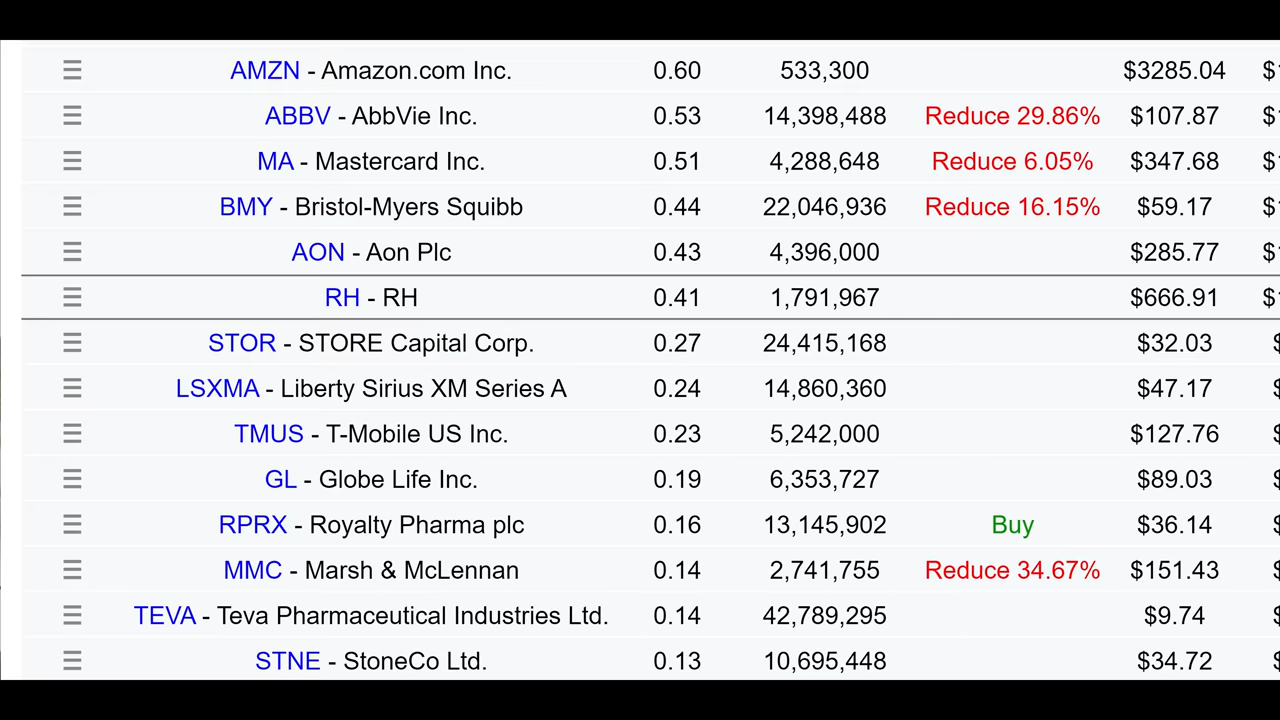 AMZN - Amazon.com Inc. 0.60 533,300 $3285.04 $
ABBV - AbbVie Inc. 0.53 14,398,488 Reduce 29.86% $107.87 $
MA - Mastercard Inc. 0.51 4,288,648 Reduce 6.05% $347.68 $
BMY - Bristol-Myers Squibb 0.44 22,046,936 Reduce 16.15% $59.17 $
AON - Aon Plc 0.43 4,396,000 $285.77 $
RH - RH 0.41 1,791,967 $666.91 $
STOR - STORE Capital Corp. 0.27 24,415,168 $32.03 $
LSXMA - Liberty Sirius XM Series A 0.24 14,860,360 $47.17 $
TMUS - T-Mobile US Inc. 0.23 5,242,000 $127.76 $
GL - Globe Life Inc. 0.19 6,353,727 $89.03 $
RPRX - Royalty Pharma plc 0.16 13,145,902 Buy $36.14 $
MMC - Marsh & McLennan 0.14 2,741,755 Reduce 34.67% $151.43 $
TEVA - Teva Pharmaceutical Industries Ltd. 0.14 42,789,295 $9.74 $
STNE - StoneCo Ltd. 0.13 10,695,448 $34.72 $